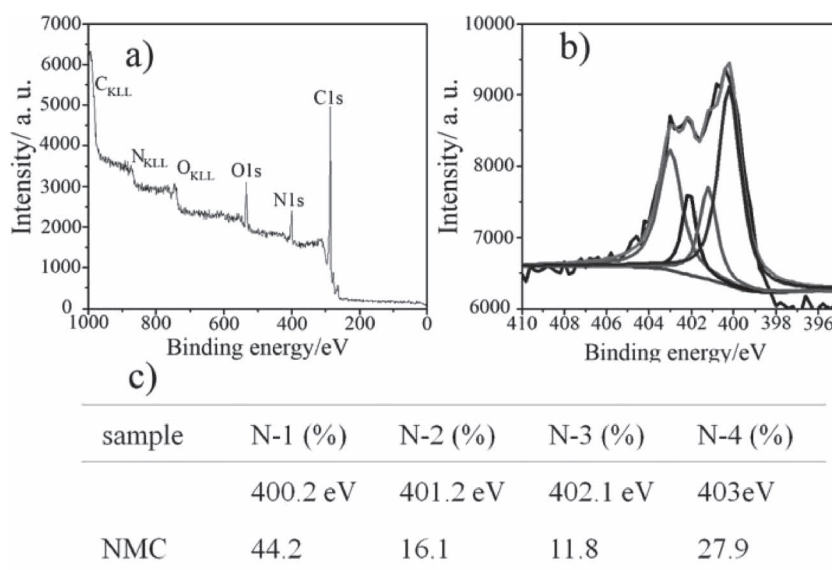 a)
7000
6000
5000
4000
3000
2000
1000
0
Intensity/ a. u.
C KLL
N KLL
O KLL
O1s
N1s
C1s
1000 800 600 400 200 0
Binding energy/eV
b)
10000
9000
8000
7000
6000
Intensity/ a. u.
410 408 406 404 402 400 398 396
Binding energy/eV
c)
sample N-1 (%) N-2 (%) N-3 (%) N-4 (%)
400.2 eV 401.2 eV 402.1 eV 403eV
NMC 44.2 16.1 11.8 27.9